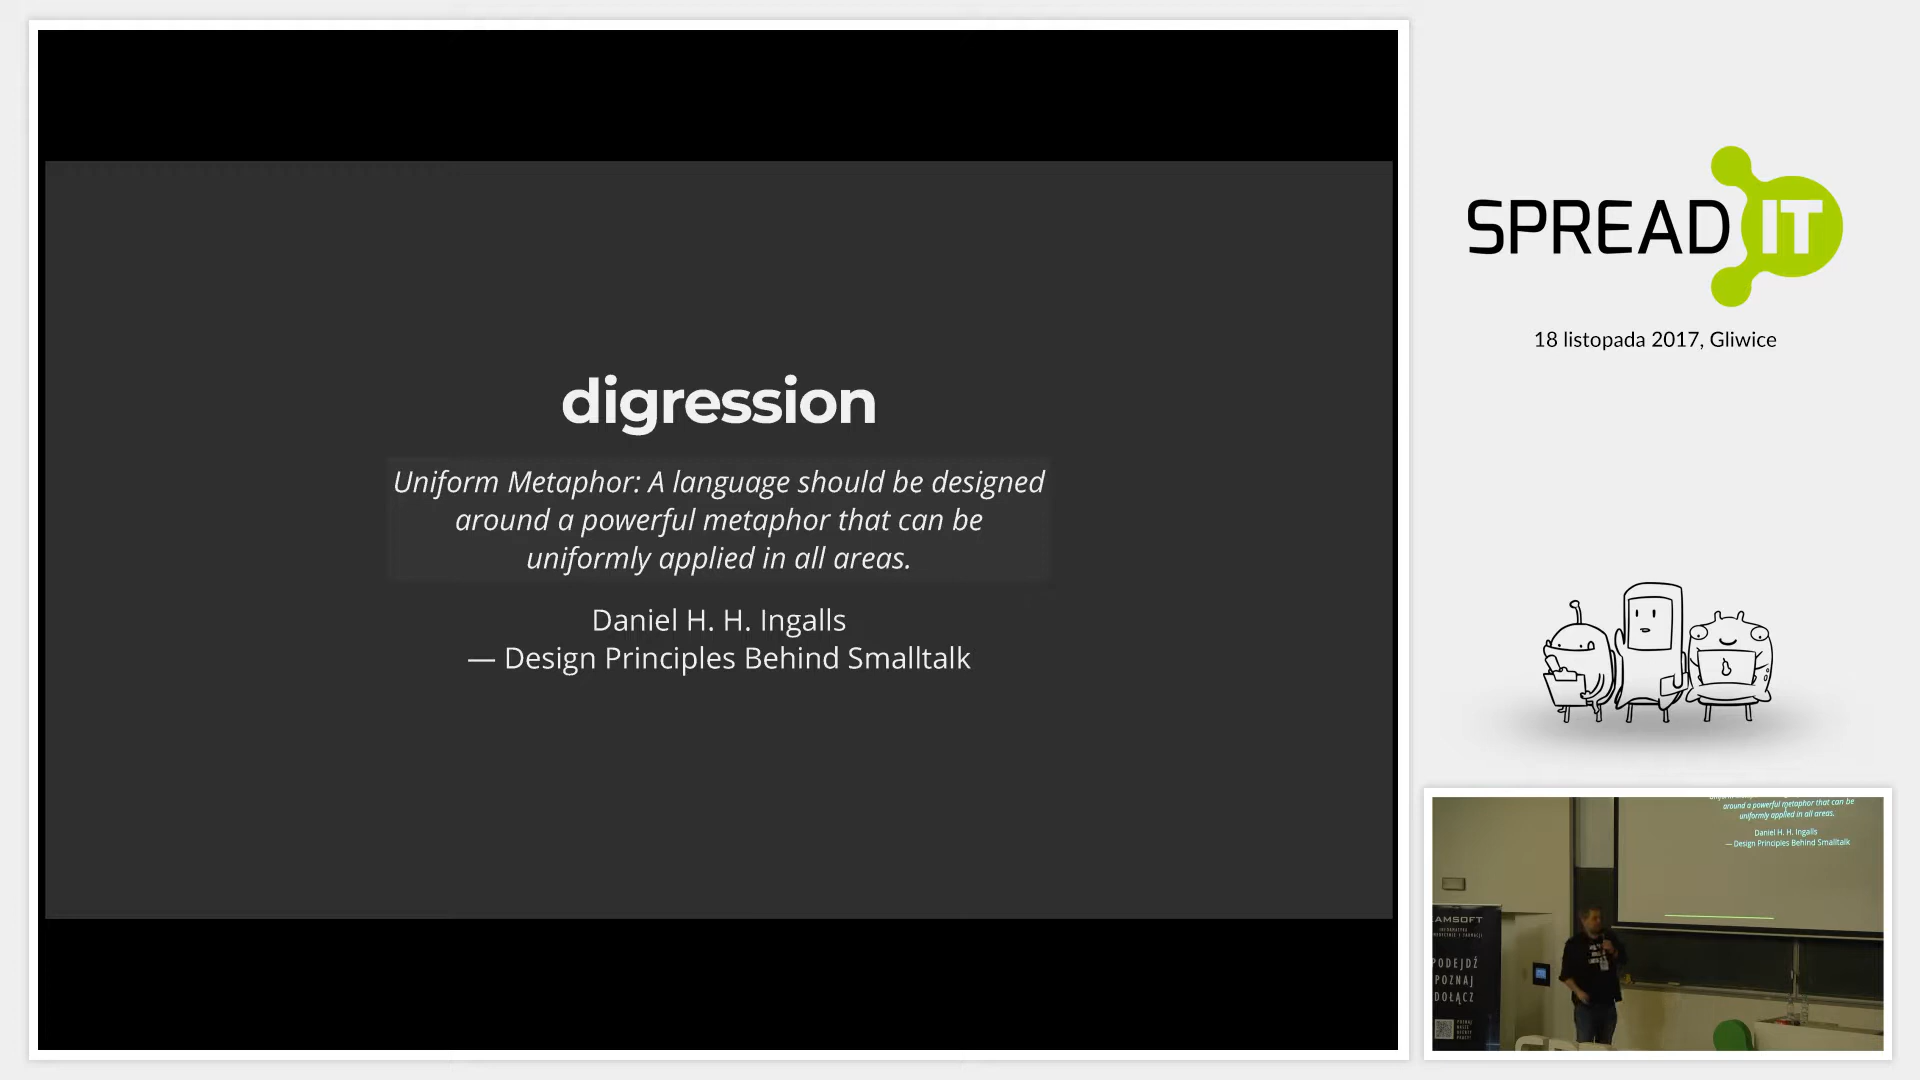 digression
Uniform Metaphor: A language should be designed
around a powerful metaphor that can be
uniformly applied in all areas.
Daniel H. H. Ingalls
— Design Principles Behind Smalltalk
SPREAD IT
18 listopada 2017, Gliwice
around a powerful metaphor that can be
uniformly applied in all areas.
Daniel H. H. Ingalls
— Design Principles Behind Smalltalk
AMSOFT
PODEJDŹ
POZNAJ
DOŁĄCZ